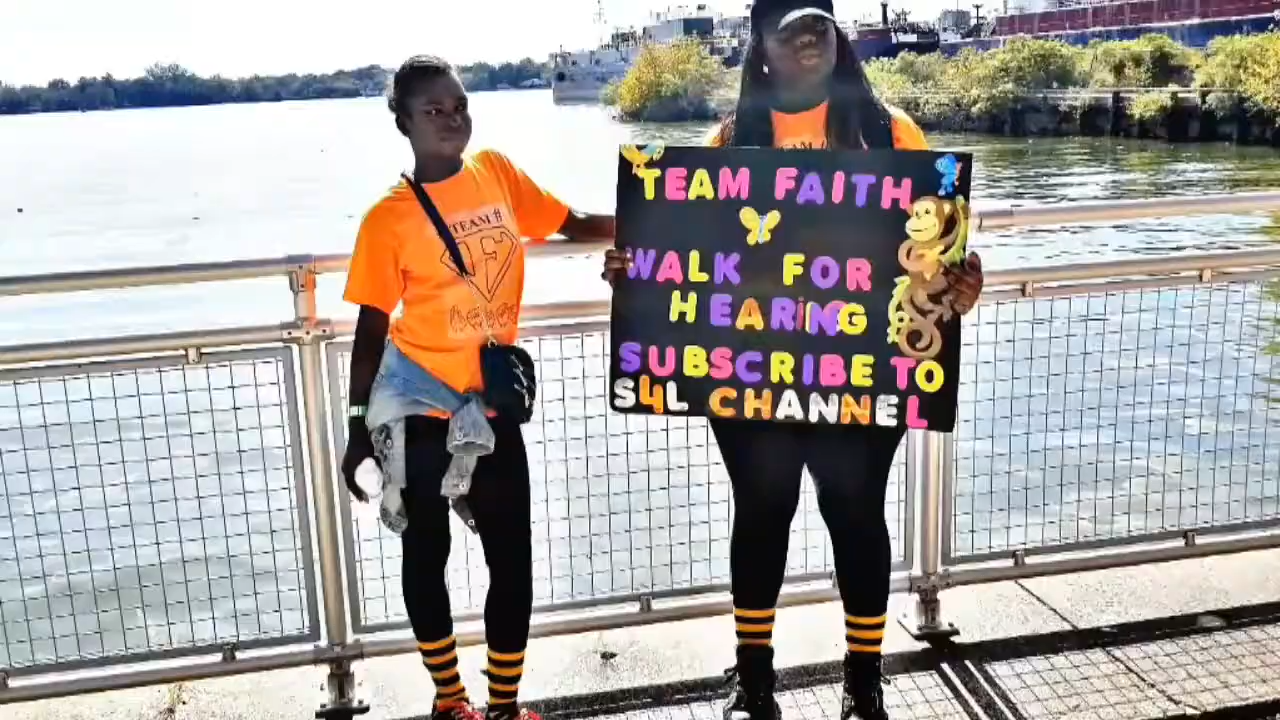 TEAM FAITH
WALK FOR
HEARiNG
SUBSCRIBE TO
S4L CHANNEL
TEAM #
F